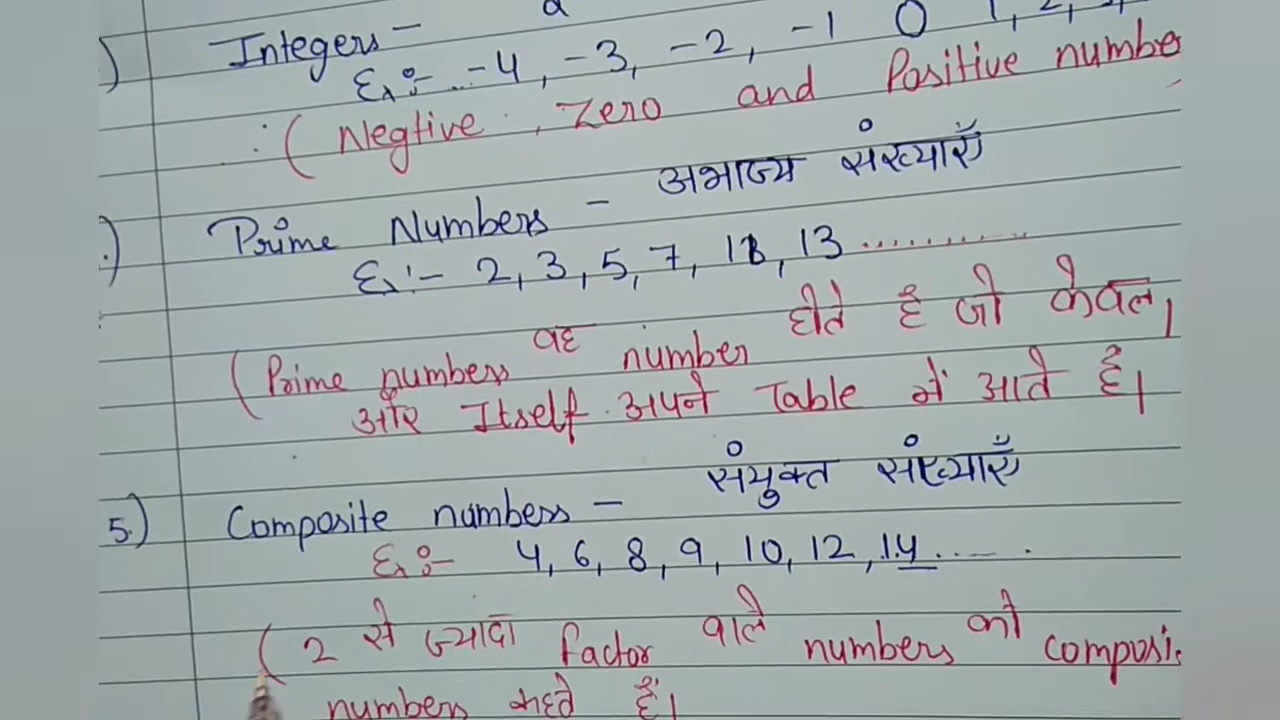 ) Integers -
Ex :- ... -4, -3, -2, -1 0 1, 2,
:( Negtive , Zero and Positive numbe
.) Prime Numbers - अभाज्य संख्याएँ
Ex :- 2, 3, 5, 7, 11, 13 ..........
(Prime numbers वह number होते है जो केवल 1
और Itself अपने Table में आते है।
5.) Composite numbers - संयुक्त संख्याएँ
Ex :- 4, 6, 8, 9, 10, 12, 14 .... .
( 2 से ज्यादा factor वाले numbers को composi
numbers कहते हैं।